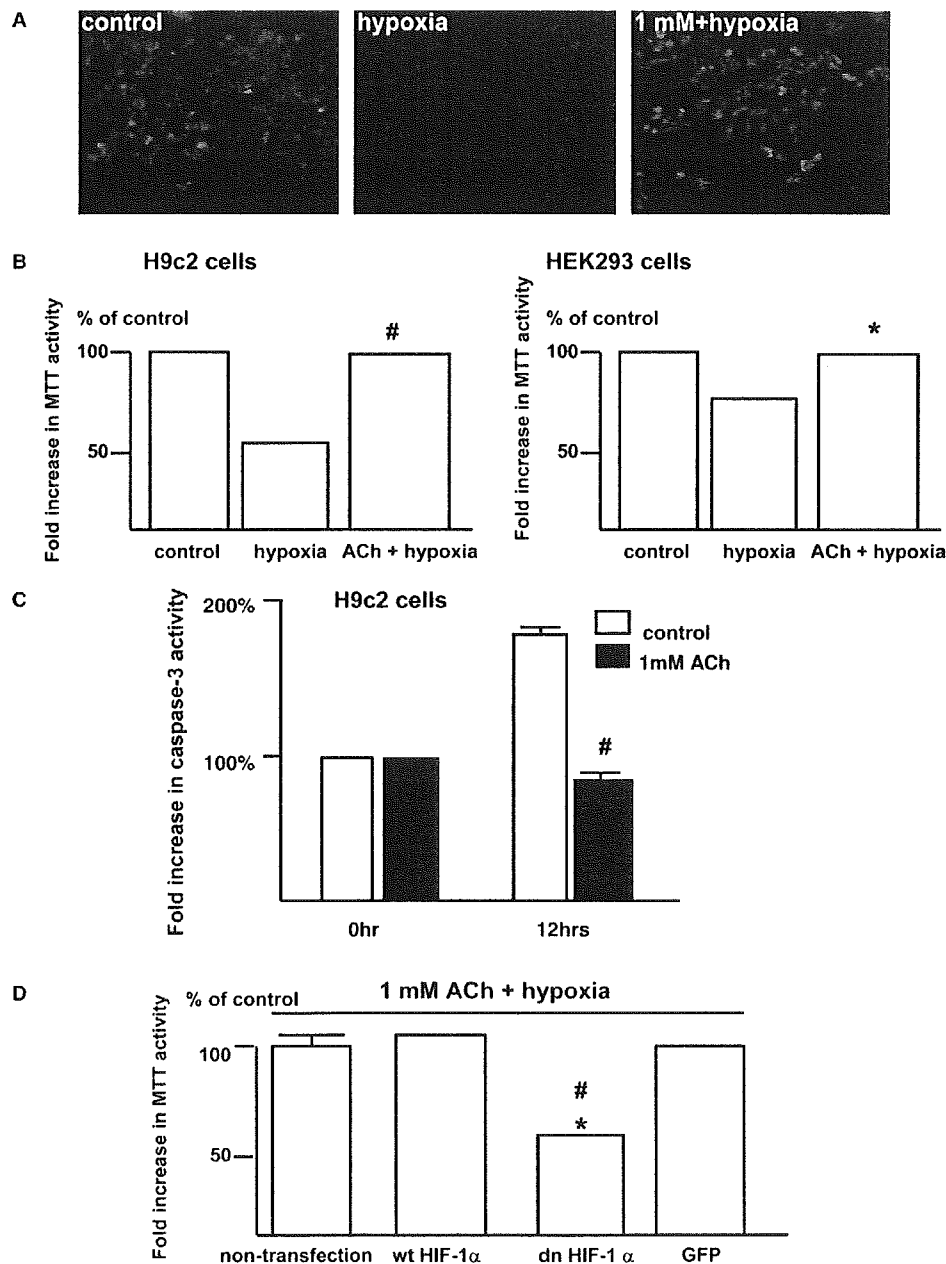 A
control
hypoxia
1 mM+hypoxia
B
H9c2 cells
Fold increase in MTT activity
% of control
100
50
#
control
hypoxia
ACh + hypoxia
HEK293 cells
Fold increase in MTT activity
% of control
100
50
*
control
hypoxia
ACh + hypoxia
C
H9c2 cells
Fold increase in caspase-3 activity
200%
100%
control
1mM ACh
#
0hr
12hrs
D
1 mM ACh + hypoxia
Fold increase in MTT activity
% of control
100
50
#
*
non-transfection
wt HIF-1α
dn HIF-1 α
GFP